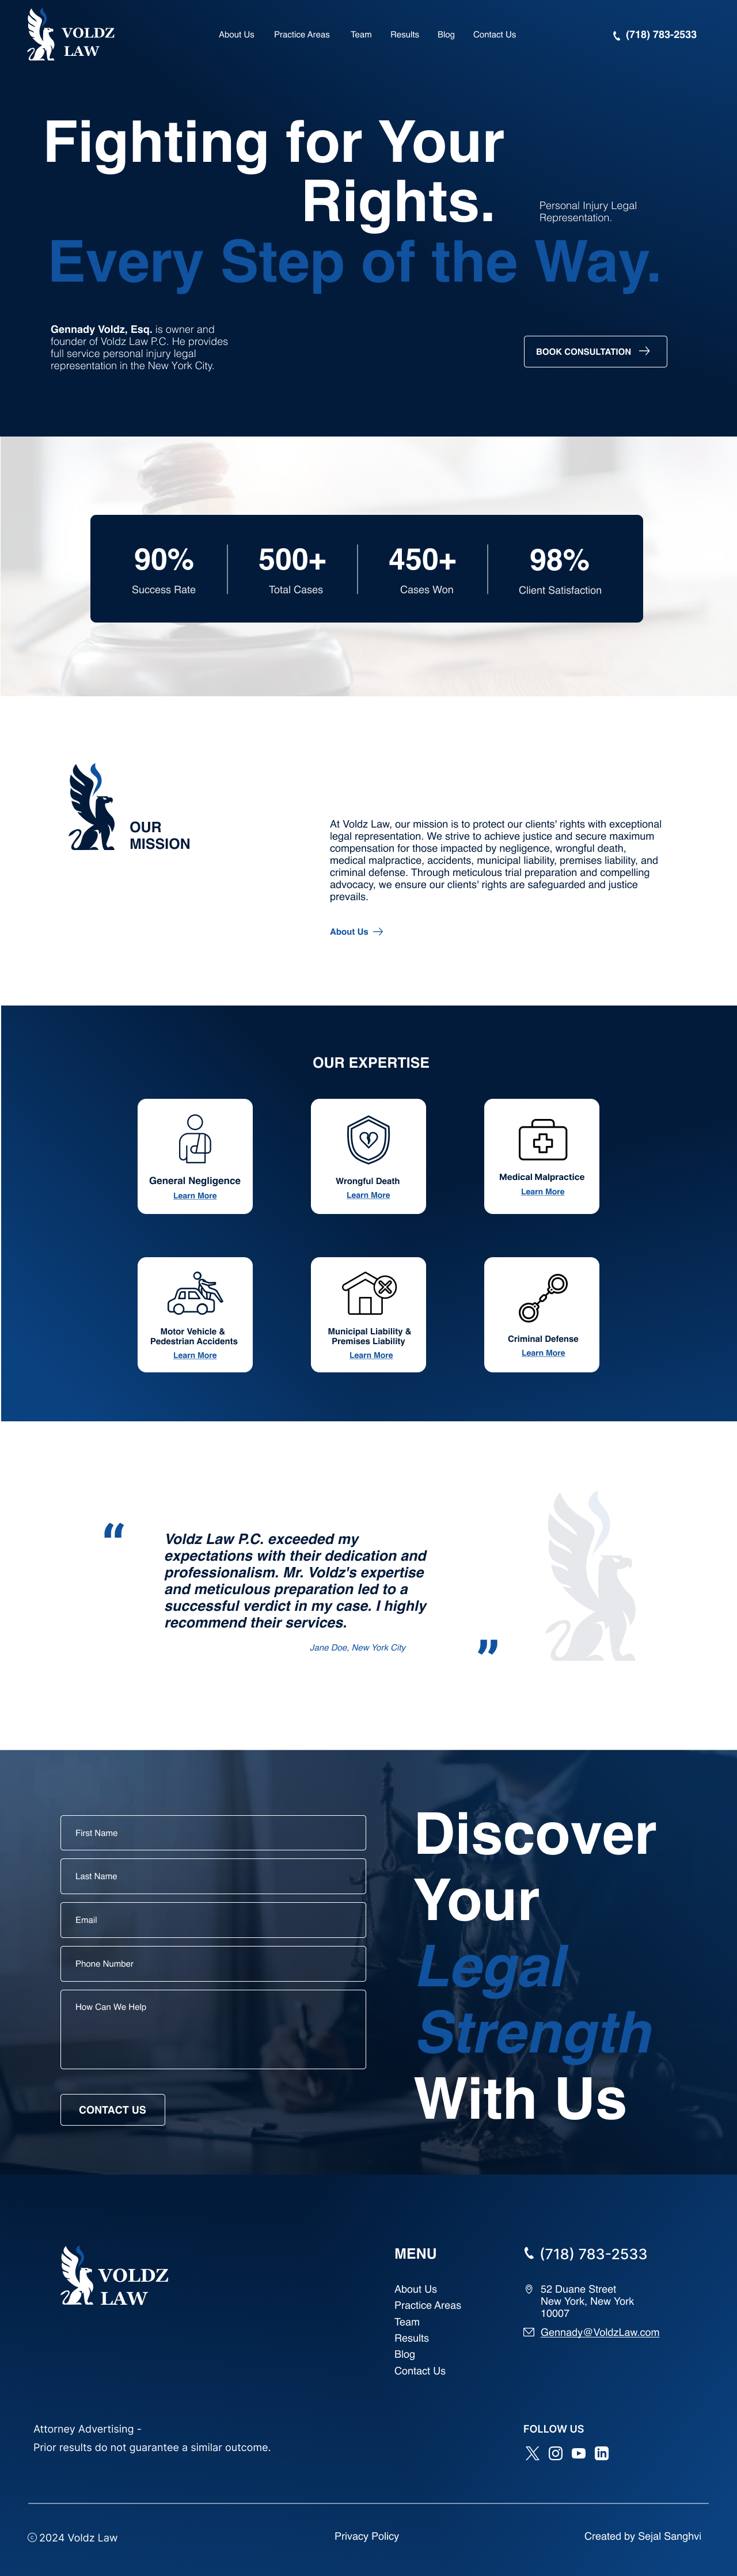 VOLDZ
LAW
About Us
Practice Areas
Team
Results
Blog
Contact Us
(718) 783-2533
Fighting for Your
Rights.
Personal Injury Legal
Representation.
Every Step of the Way.
Gennady Voldz, Esq. is owner and
founder of Voldz Law P.C. He provides
full service personal injury legal
representation in the New York City.
BOOK CONSULTATION
90%
Success Rate
500+
Total Cases
450+
Cases Won
98%
Client Satisfaction
OUR
MISSION
At Voldz Law, our mission is to protect our clients' rights with exceptional
legal representation. We strive to achieve justice and secure maximum
compensation for those impacted by negligence, wrongful death,
medical malpractice, accidents, municipal liability, premises liability, and
criminal defense. Through meticulous trial preparation and compelling
advocacy, we ensure our clients' rights are safeguarded and justice
prevails.
About Us
OUR EXPERTISE
General Negligence
Learn More
Wrongful Death
Learn More
Medical Malpractice
Learn More
Motor Vehicle &
Pedestrian Accidents
Learn More
Municipal Liability &
Premises Liability
Learn More
Criminal Defense
Learn More
“
Voldz Law P.C. exceeded my
expectations with their dedication and
professionalism. Mr. Voldz's expertise
and meticulous preparation led to a
successful verdict in my case. I highly
recommend their services.
Jane Doe, New York City
”
First Name
Last Name
Email
Phone Number
How Can We Help
CONTACT US
Discover
Your
Legal
Strength
With Us
VOLDZ
LAW
MENU
About Us
Practice Areas
Team
Results
Blog
Contact Us
(718) 783-2533
52 Duane Street
New York, New York
10007
Gennady@VoldzLaw.com
Attorney Advertising -
Prior results do not guarantee a similar outcome.
FOLLOW US
© 2024 Voldz Law
Privacy Policy
Created by Sejal Sanghvi